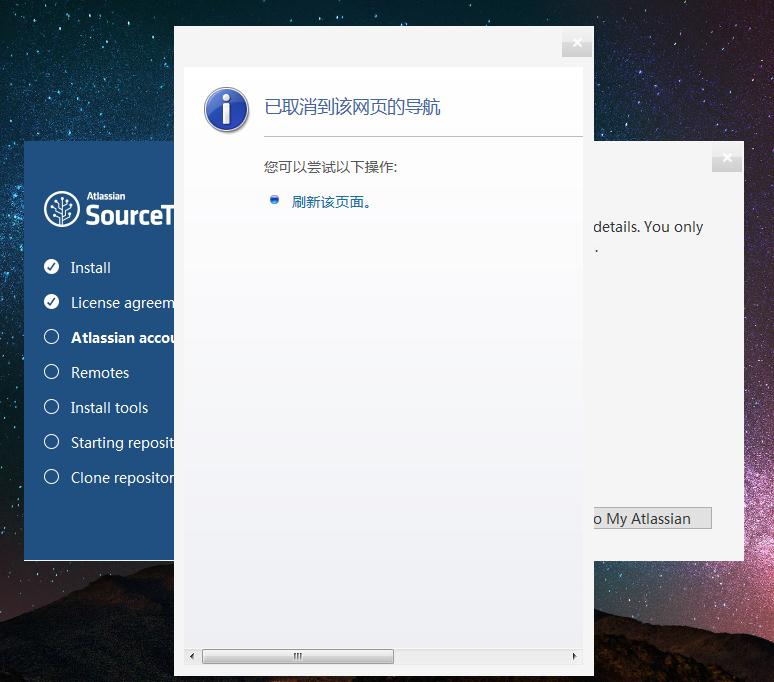 已取消到该网页的导航
您可以尝试以下操作:
刷新该页面。
Atlassian
SourceT
Install
License agreem
Atlassian accou
Remotes
Install tools
Starting reposit
Clone repositor
details. You only
.
o My Atlassian